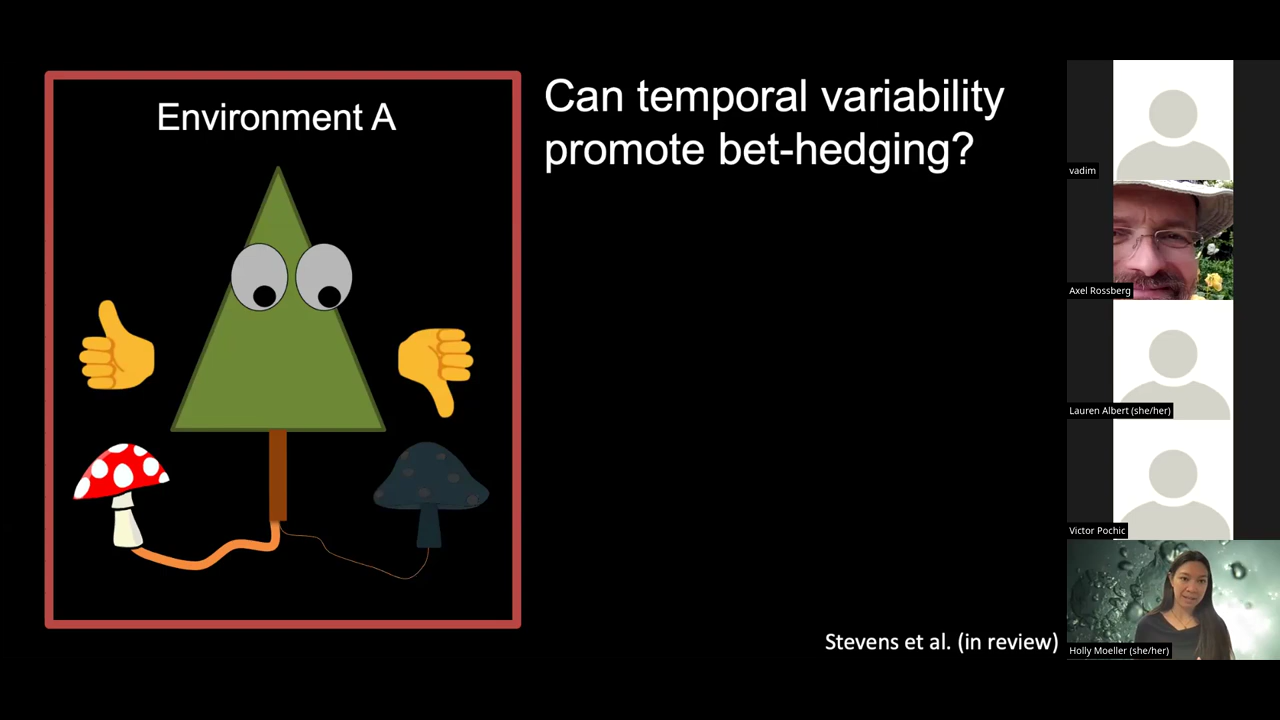 Environment A
Can temporal variability
promote bet-hedging?
Stevens et al. (in review)
vadim
Axel Rossberg
Lauren Albert (she/her)
Victor Pochic
Holly Moeller (she/her)